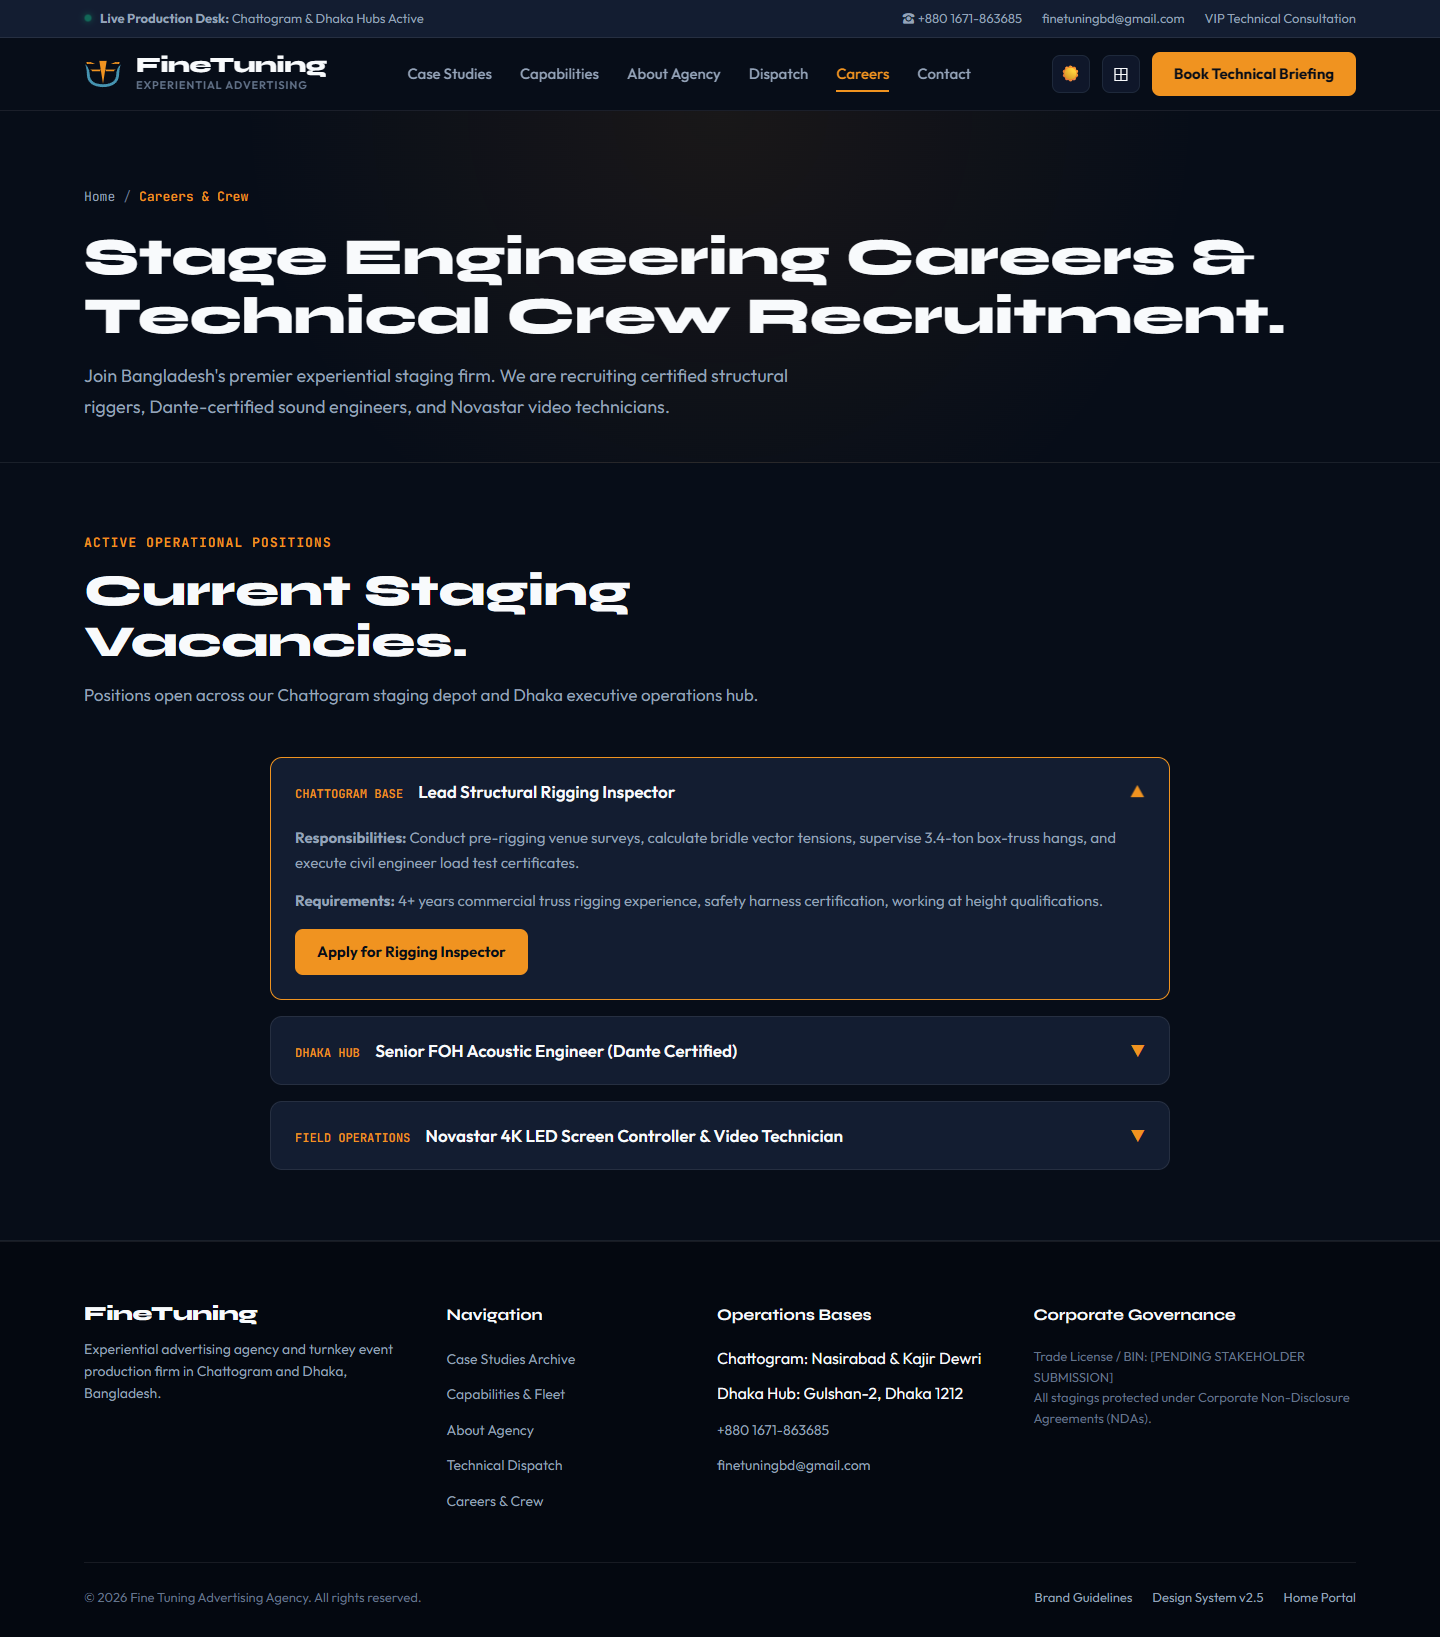 Live Production Desk: Chattogram & Dhaka Hubs Active
+880 1671-863685
finetuningbd@gmail.com
VIP Technical Consultation
FineTuning
EXPERIENTIAL ADVERTISING
Case Studies
Capabilities
About Agency
Dispatch
Careers
Contact
Book Technical Briefing
Home / Careers & Crew
Stage Engineering Careers &
Technical Crew Recruitment.
Join Bangladesh's premier experiential staging firm. We are recruiting certified structural
riggers, Dante-certified sound engineers, and Novastar video technicians.
ACTIVE OPERATIONAL POSITIONS
Current Staging
Vacancies.
Positions open across our Chattogram staging depot and Dhaka executive operations hub.
CHATTOGRAM BASE Lead Structural Rigging Inspector
Responsibilities: Conduct pre-rigging venue surveys, calculate bridle vector tensions, supervise 3.4-ton box-truss hangs, and
execute civil engineer load test certificates.
Requirements: 4+ years commercial truss rigging experience, safety harness certification, working at height qualifications.
Apply for Rigging Inspector
DHAKA HUB Senior FOH Acoustic Engineer (Dante Certified)
FIELD OPERATIONS Novastar 4K LED Screen Controller & Video Technician
FineTuning
Experiential advertising agency and turnkey event
production firm in Chattogram and Dhaka,
Bangladesh.
Navigation
Case Studies Archive
Capabilities & Fleet
About Agency
Technical Dispatch
Careers & Crew
Operations Bases
Chattogram: Nasirabad & Kajir Dewri
Dhaka Hub: Gulshan-2, Dhaka 1212
+880 1671-863685
finetuningbd@gmail.com
Corporate Governance
Trade License / BIN: [PENDING STAKEHOLDER
SUBMISSION]
All stagings protected under Corporate Non-Disclosure
Agreements (NDAs).
© 2026 Fine Tuning Advertising Agency. All rights reserved.
Brand Guidelines
Design System v2.5
Home Portal